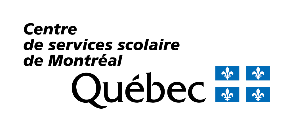 Centre
de services scolaire
de Montréal
Québec